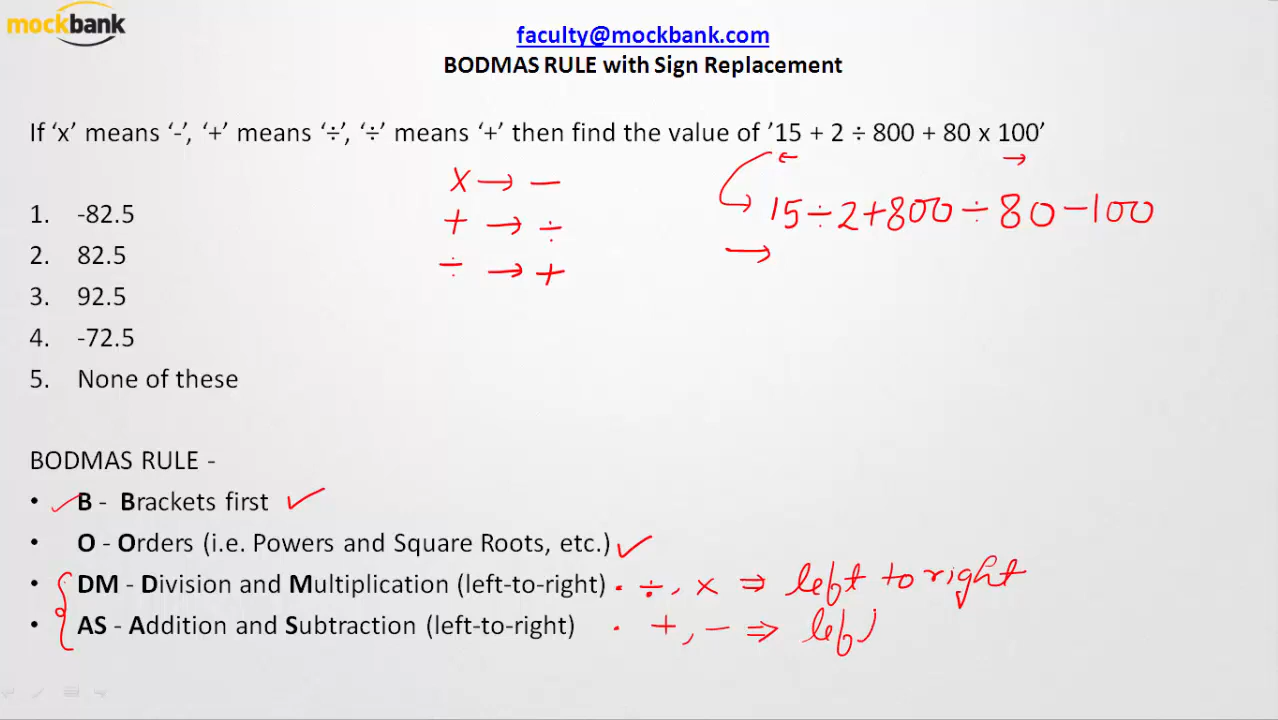 mockbank
faculty@mockbank.com
BODMAS RULE with Sign Replacement
If ‘x’ means ‘-’, ‘+’ means ‘÷’, ‘÷’ means ‘+’ then find the value of ’15 + 2 ÷ 800 + 80 x 100’
x → −
+ → ÷
÷ → +
15 ÷ 2 + 800 ÷ 80 − 100
1. -82.5
2. 82.5
3. 92.5
4. -72.5
5. None of these
BODMAS RULE -
• B - Brackets first
• O - Orders (i.e. Powers and Square Roots, etc.)
• DM - Division and Multiplication (left-to-right) · ÷, x ⇒ left to right
• AS - Addition and Subtraction (left-to-right) · +, − ⇒ lef